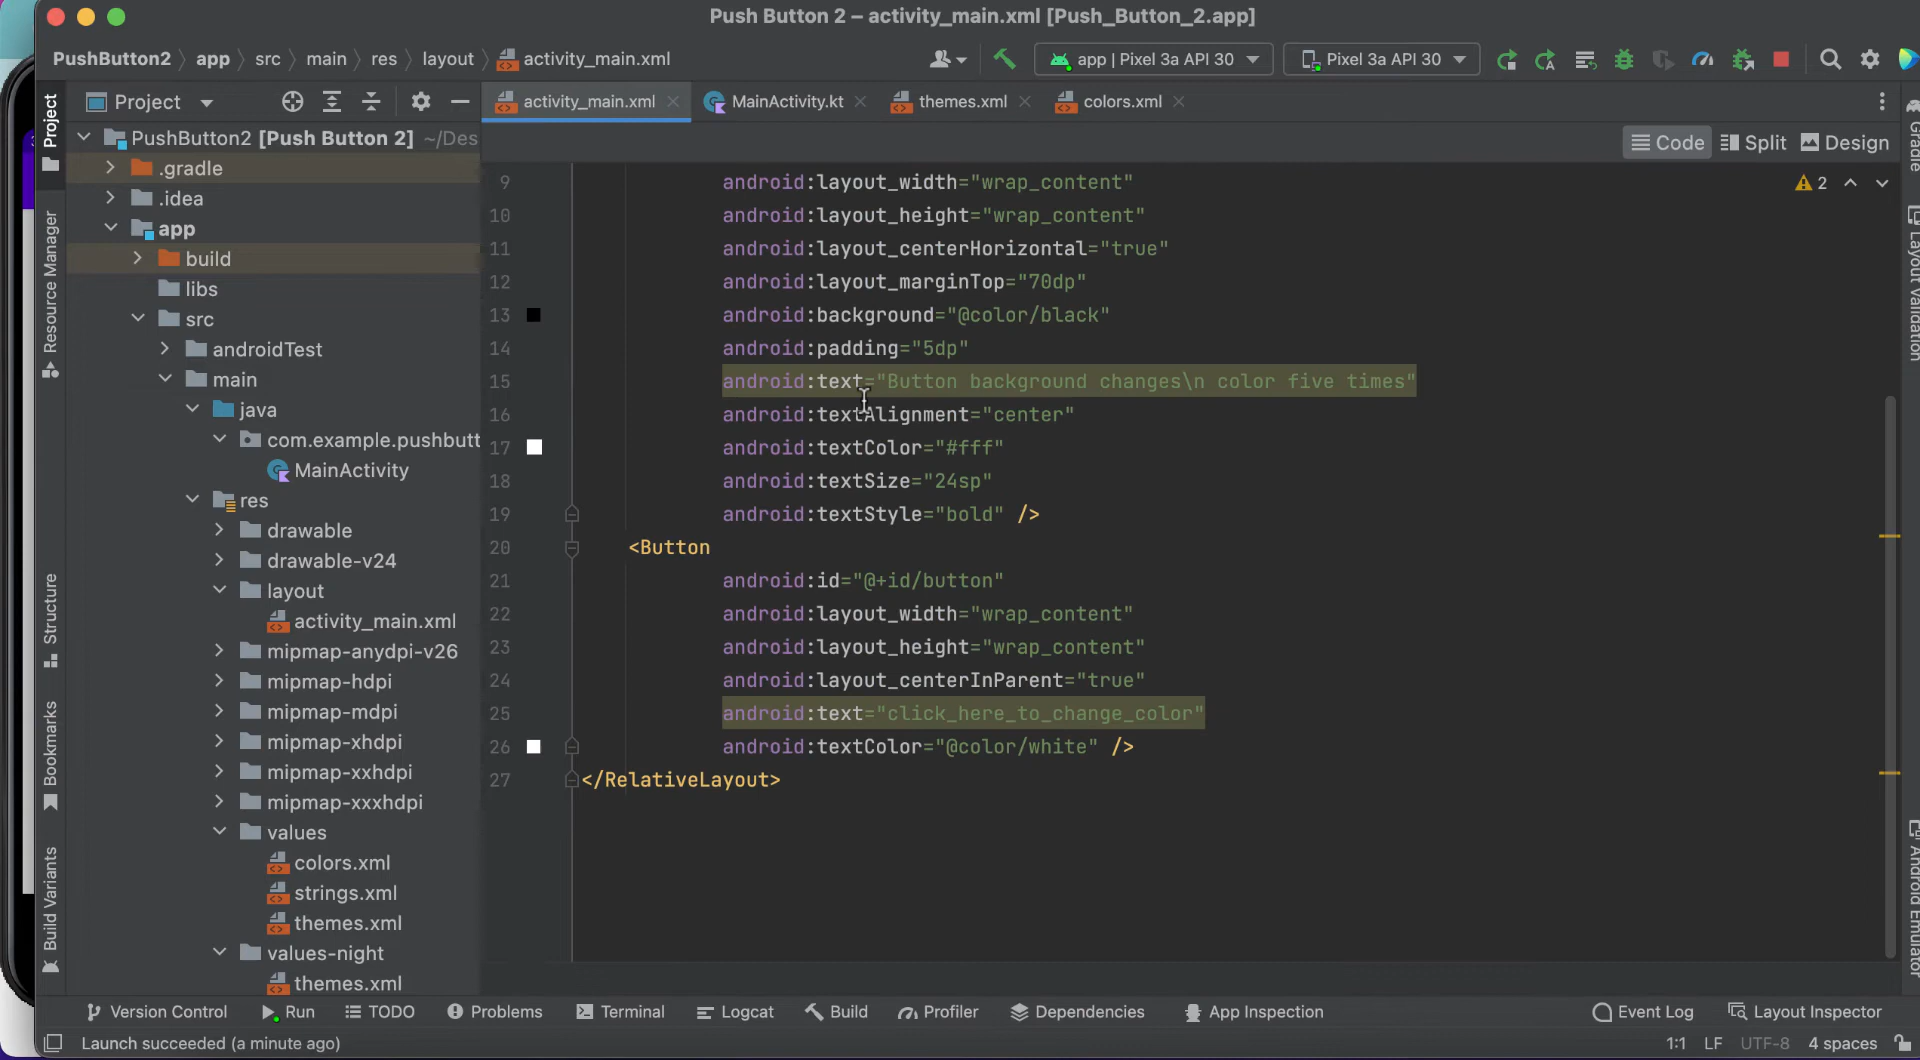 Push Button 2 – activity_main.xml [Push_Button_2.app]
PushButton2 app src main res layout activity_main.xml
app | Pixel 3a API 30
Pixel 3a API 30
Project
activity_main.xml
MainActivity.kt
themes.xml
colors.xml
Code
Split
Design
Project
Resource Manager
Structure
Bookmarks
Build Variants
PushButton2 [Push Button 2] ~/Des
.gradle
.idea
app
build
libs
src
androidTest
main
java
com.example.pushbutt
MainActivity
res
drawable
drawable-v24
layout
activity_main.xml
mipmap-anydpi-v26
mipmap-hdpi
mipmap-mdpi
mipmap-xhdpi
mipmap-xxhdpi
mipmap-xxxhdpi
values
colors.xml
strings.xml
themes.xml
values-night
themes.xml
9 android:layout_width="wrap_content"
10 android:layout_height="wrap_content"
11 android:layout_centerHorizontal="true"
12 android:layout_marginTop="70dp"
13 android:background="@color/black"
14 android:padding="5dp"
15 android:text="Button background changes\n color five times"
16 android:textAlignment="center"
17 android:textColor="#fff"
18 android:textSize="24sp"
19 android:textStyle="bold" />
20 <Button
21 android:id="@+id/button"
22 android:layout_width="wrap_content"
23 android:layout_height="wrap_content"
24 android:layout_centerInParent="true"
25 android:text="click_here_to_change_color"
26 android:textColor="@color/white" />
27 </RelativeLayout>
2
Gradle
Layout Validation
Android Emulator
Version Control
Run
TODO
Problems
Terminal
Logcat
Build
Profiler
Dependencies
App Inspection
Event Log
Layout Inspector
Launch succeeded (a minute ago)
1:1 LF UTF-8 4 spaces